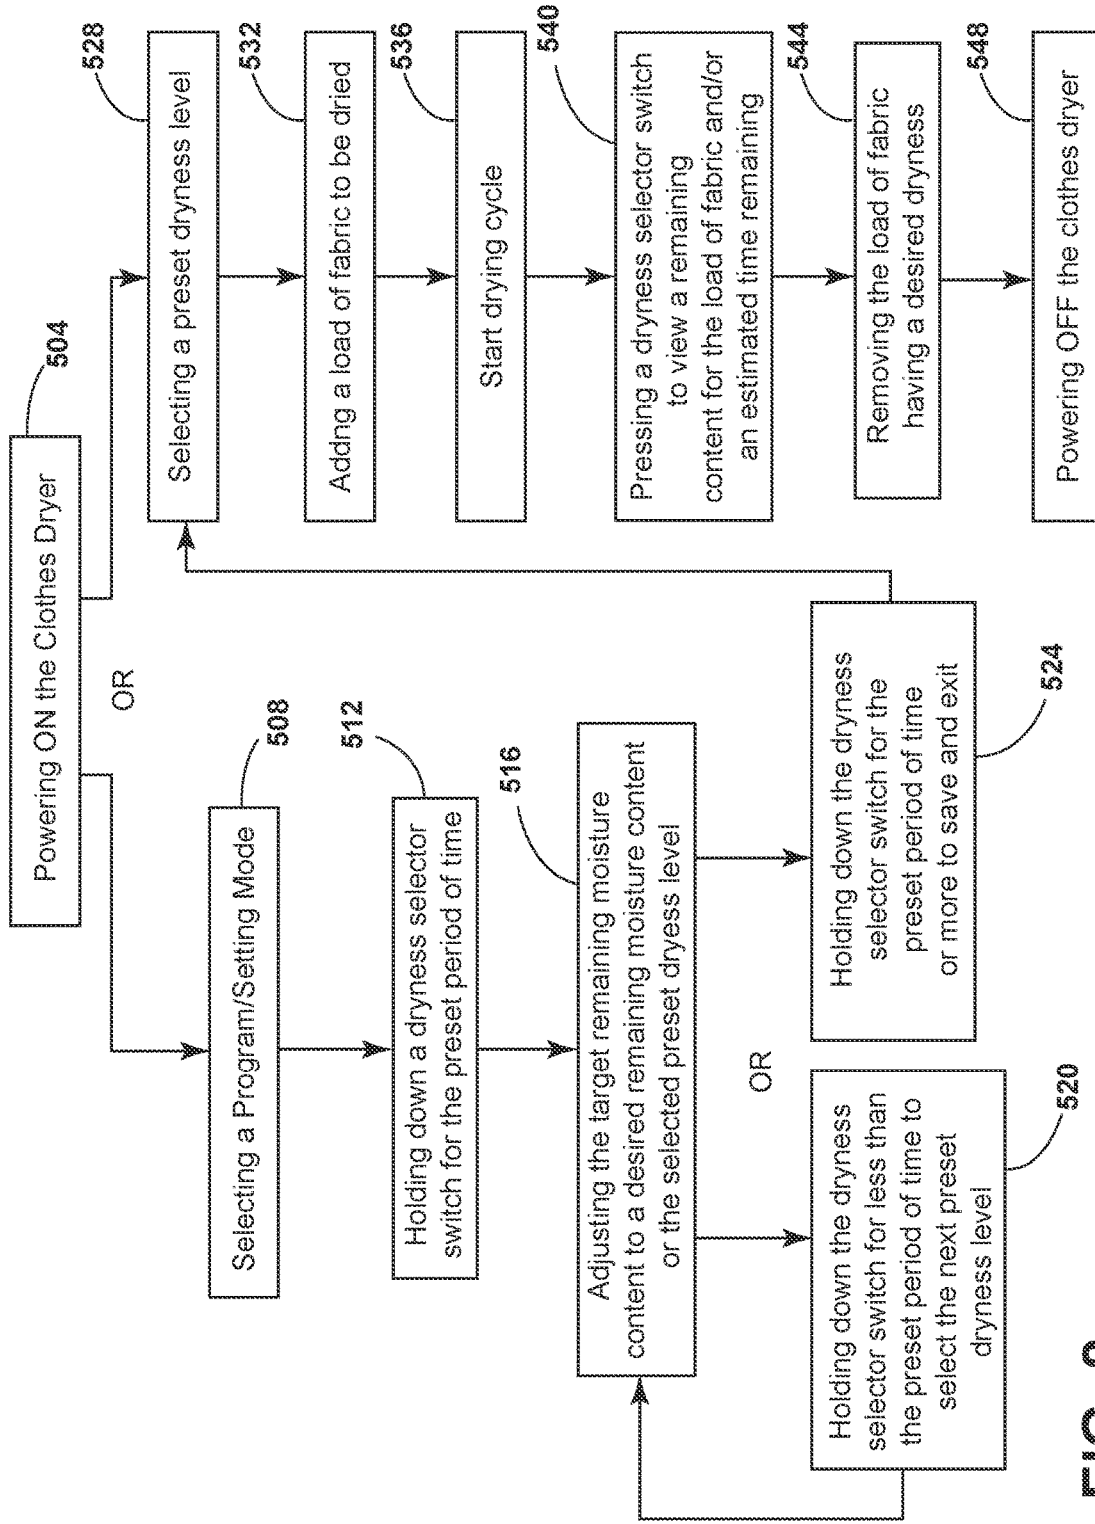 Powering ON the Clothes Dryer
504
OR
Selecting a Program/Setting Mode
508
Holding down a dryness selector
switch for the preset period of time
512
Adjusting the target remaining moisture
content to a desired remaining moisture content
or the selected preset dryess level
516
OR
Holding down the dryness
selector switch for less than
the preset period of time to
select the next preset
dryness level
520
Holding down the dryness
selector switch for the
preset period of time
or more to save and exit
524
Selecting a preset dryness level
528
Addng a load of fabric to be dried
532
Start drying cycle
536
Pressing a dryness selector switch
to view a remaining
content for the load of fabric and/or
an estimated time remaining
540
Removing the load of fabric
having a desired dryness
544
Powering OFF the clothes dryer
548
FIG.